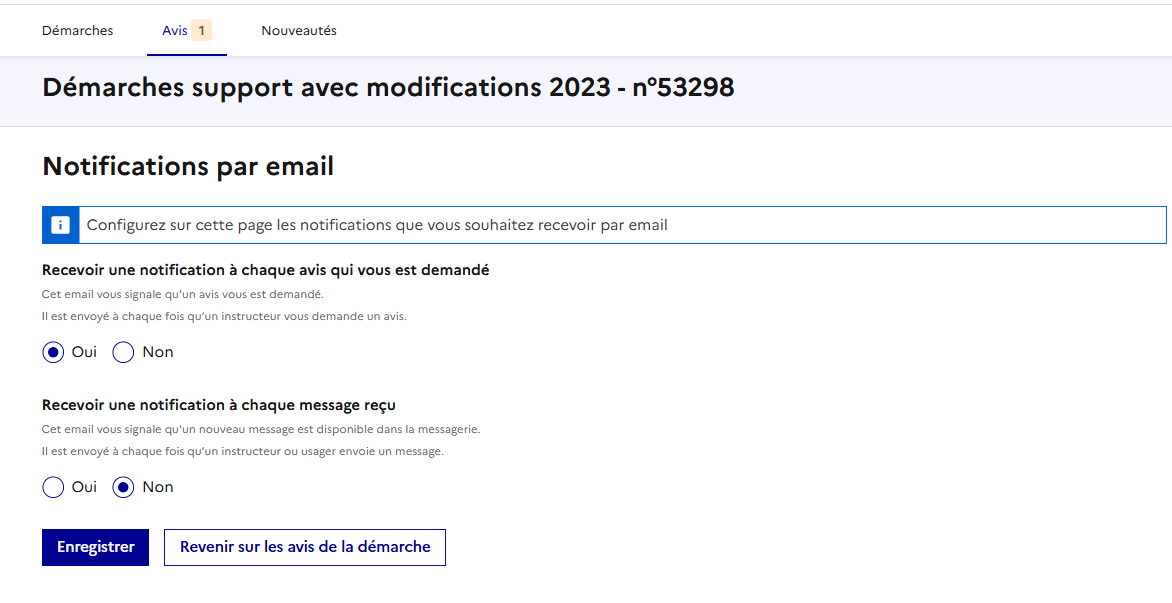 Démarches
Avis 1
Nouveautés
Démarches support avec modifications 2023 - n°53298
Notifications par email
Configurez sur cette page les notifications que vous souhaitez recevoir par email
Recevoir une notification à chaque avis qui vous est demandé
Cet email vous signale qu'un avis vous est demandé.
Il est envoyé à chaque fois qu’un instructeur vous demande un avis.
Oui Non
Recevoir une notification à chaque message reçu
Cet email vous signale qu'un nouveau message est disponible dans la messagerie.
Il est envoyé à chaque fois qu’un instructeur ou usager envoie un message.
Oui Non
Enregistrer
Revenir sur les avis de la démarche